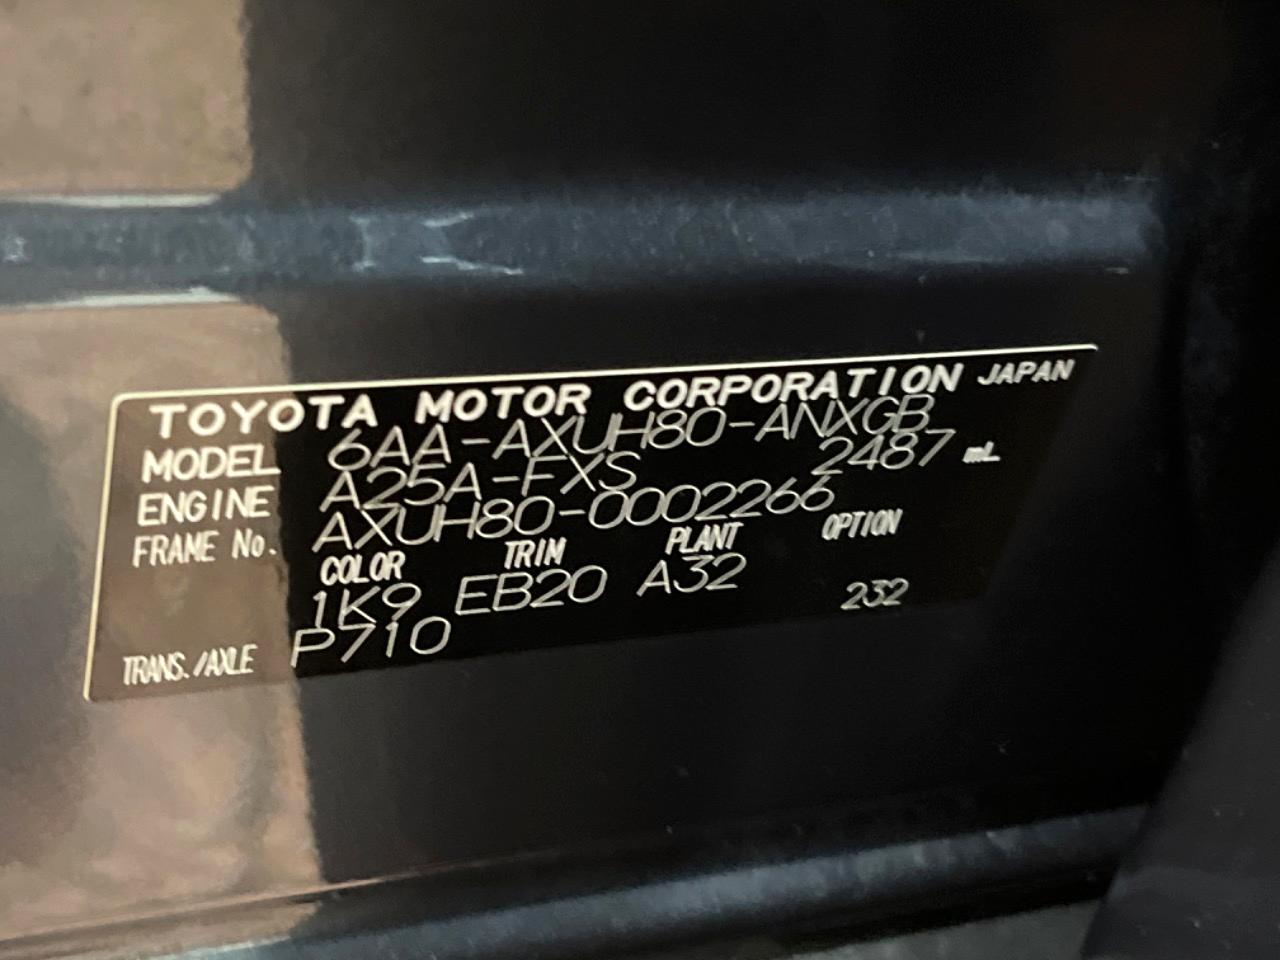 TOYOTA MOTOR CORPORATION JAPAN
MODEL 6AA-AXUH80-ANXGB
ENGINE A25A-FXS 2487 mL
FRAME No. AXUH80-0002266
COLOR TRIM PLANT OPTION
1K9 EB20 A32 232
TRANS./AXLE P710